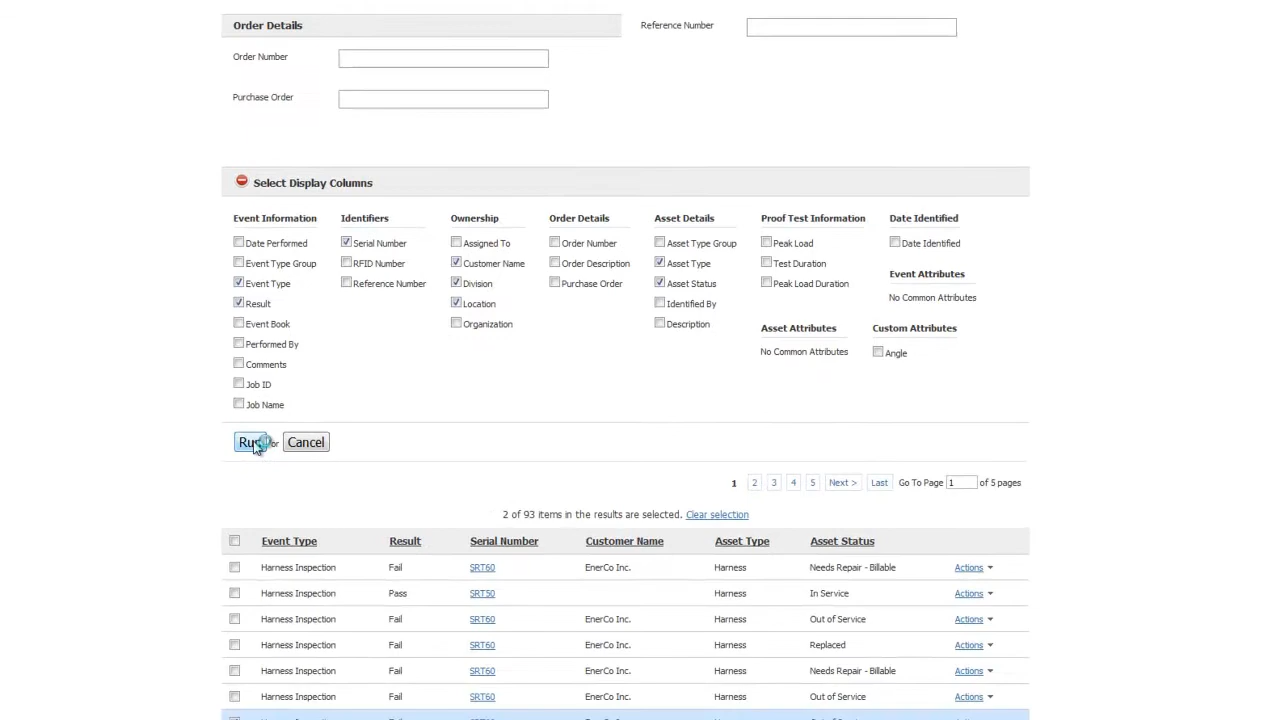 Order Details
Reference Number
Order Number
Purchase Order
Select Display Columns
Event Information Identifiers Ownership Order Details Asset Details Proof Test Information Date Identified
Date Performed Serial Number Assigned To Order Number Asset Type Group Peak Load Date Identified
Event Type Group RFID Number Customer Name Order Description Asset Type Test Duration
Event Attributes
Event Type Reference Number Division Purchase Order Asset Status Peak Load Duration
No Common Attributes
Result Location Identified By
Event Book Organization Description
Asset Attributes Custom Attributes
Performed By
No Common Attributes Angle
Comments
Job ID
Job Name
or Cancel
1 2 3 4 5 Next > Last Go To Page 1 of 5 pages
2 of 93 items in the results are selected. Clear selection
Event Type Result Serial Number Customer Name Asset Type Asset Status
Harness Inspection Fail SRT60 EnerCo Inc. Harness Needs Repair - Billable Actions
Harness Inspection Pass SRT50 Harness In Service Actions
Harness Inspection Fail SRT60 EnerCo Inc. Harness Out of Service Actions
Harness Inspection Fail SRT60 EnerCo Inc. Harness Replaced Actions
Harness Inspection Fail SRT60 EnerCo Inc. Harness Needs Repair - Billable Actions
Harness Inspection Fail SRT60 EnerCo Inc. Harness Out of Service Actions